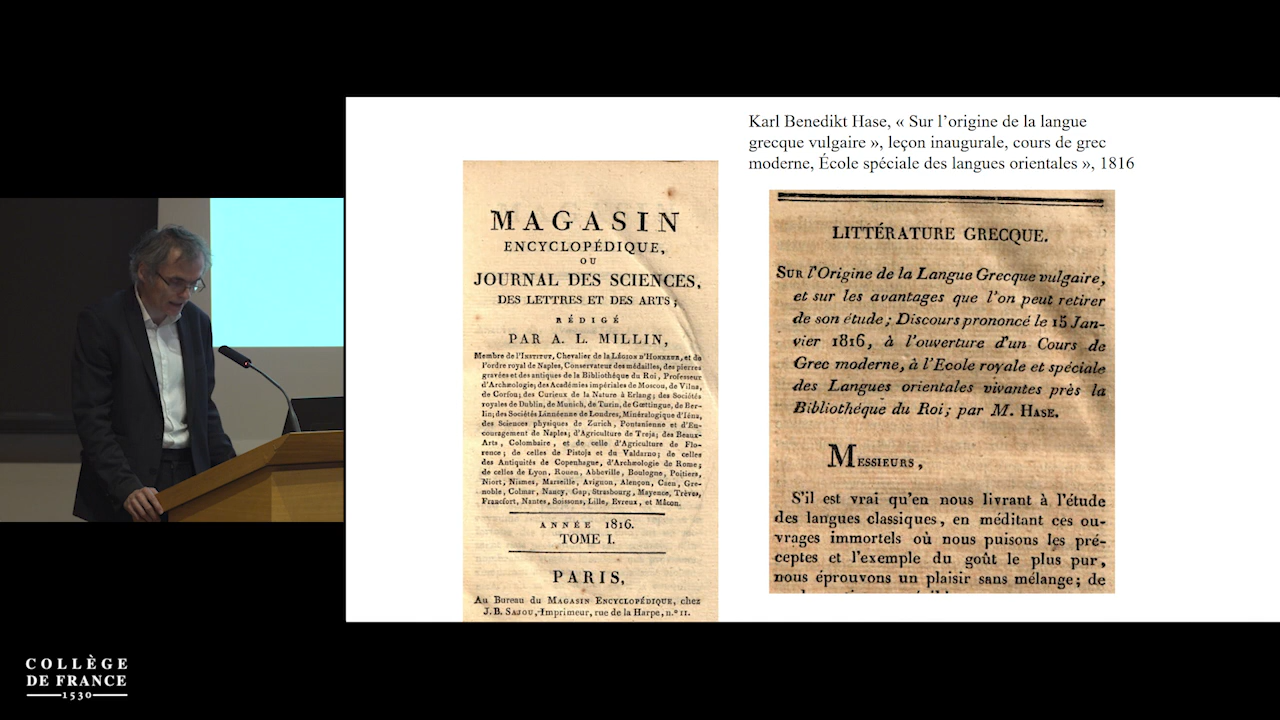 Karl Benedikt Hase, « Sur l’origine de la langue
grecque vulgaire », leçon inaugurale, cours de grec
moderne, École spéciale des langues orientales », 1816
MAGASIN
ENCYCLOPÉDIQUE,
OU
JOURNAL DES SCIENCES,
DES LETTRES ET DES ARTS ;
RÉDIGÉ
PAR A. L. MILLIN,
Membre de l'INSTITUT, Chevalier de la LÉGION D'HONNEUR, et de
l'ordre royal de Naples, Conservateur des médailles, des pierres
gravées et des antiques de la Bibliothéque du Roi, Professeur
d'Archæologie; des Académies impériales de Moscou, de Vilna,
de Corfou; des Curieux de la Nature à Erlang; des Sociétés
royales de Dublin, de Munich, de Turin, de Gœttingue, de Ber-
lin; des Sociétés Linnéenne de Londres, Minéralogique d'Iéna,
des Sciences physiques de Zurich, Pontanienne et d'En-
couragement de Naples; d'Agriculture de Treja; des Beaux-
Arts, Colombaire, et de celle d'Agriculture de Flo-
rence; de celles de Pistoja et du Valdarno; de celles
des Antiquités de Copenhague, d'Archæologie de Rome;
de celles de Lyon, Rouen, Abbeville, Boulogne, Poitiers,
Niort, Nismes, Marseille, Avignon, Alençon, Caen, Gre-
noble, Colmar, Nancy, Gap, Strasbourg, Mayence, Trèves,
Francfort, Nantes, Soissons, Lille, Evreux, et Mâcon.
ANNÉE 1816.
TOME I.
PARIS,
Au Bureau du MAGASIN ENCYCLOPÉDIQUE, chez
J. B. SAJOU, Imprimeur, rue de la Harpe, n.º 11.
LITTÉRATURE GRECQUE.
SUR l'Origine de la Langue Grecque vulgaire,
et sur les avantages que l'on peut retirer
de son étude; Discours prononcé le 15 Jan-
vier 1816, à l'ouverture d'un Cours de
Grec moderne, à l'Ecole royale et spéciale
des Langues orientales vivantes près la
Bibliothéque du Roi; par M. HASE.
MESSIEURS,
S'il est vrai qu'en nous livrant à l'étude
des langues classiques, en méditant ces ou-
vrages immortels où nous puisons les pré-
ceptes et l'exemple du goût le plus pur,
nous éprouvons un plaisir sans mélange; de
COLLÈGE
DE FRANCE
1530